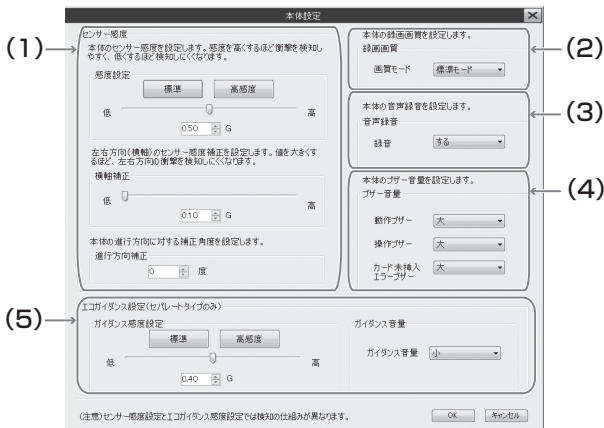 本体設定
(1)
センサー感度
本体のセンサー感度を設定します。感度を高くするほど衝撃を検知し
やすく、低くするほど検知しにくくなります。
感度設定
標準 高感度
低 高
0.50 G
左右方向(横軸)のセンサー感度補正を設定します。値を大きくす
るほど、左右方向の衝撃を検知しにくくなります。
横軸補正
低 高
0.10 G
本体の進行方向に対する補正角度を設定します。
進行方向補正
0 度
(2)
本体の録画画質を設定します。
録画画質
画質モード 標準モード
(3)
本体の音声録音を設定します。
音声録音
録音 する
(4)
本体のブザー音量を設定します。
ブザー音量
動作ブザー 大
操作ブザー 大
カード未挿入
エラーブザー 大
(5)
エコガイダンス設定(セパレートタイプのみ)
ガイダンス感度設定
標準 高感度
低 高
0.40 G
ガイダンス音量
ガイダンス音量 小
(注意)センサー感度設定とエコガイダンス感度設定では検知の仕組みが異なります。
OK キャンセル